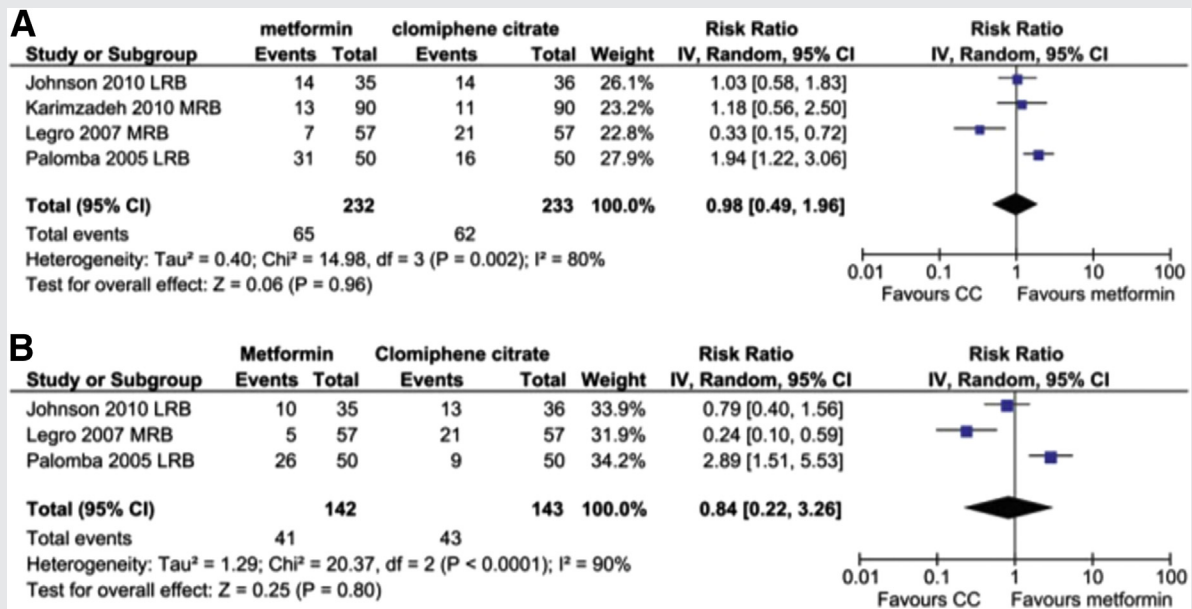 A
metformin clomiphene citrate Risk Ratio Risk Ratio
Study or Subgroup Events Total Events Total Weight IV, Random, 95% CI IV, Random, 95% CI
Johnson 2010 LRB 14 35 14 36 26.1% 1.03 [0.58, 1.83]
Karimzadeh 2010 MRB 13 90 11 90 23.2% 1.18 [0.56, 2.50]
Legro 2007 MRB 7 57 21 57 22.8% 0.33 [0.15, 0.72]
Palomba 2005 LRB 31 50 16 50 27.9% 1.94 [1.22, 3.06]
Total (95% CI) 232 233 100.0% 0.98 [0.49, 1.96]
Total events 65 62
Heterogeneity: Tau² = 0.40; Chi² = 14.98, df = 3 (P = 0.002); I² = 80%
Test for overall effect: Z = 0.06 (P = 0.96)
0.01 0.1 1 10 100
Favours CC Favours metformin
B
Metformin Clomiphene citrate Risk Ratio Risk Ratio
Study or Subgroup Events Total Events Total Weight IV, Random, 95% CI IV, Random, 95% CI
Johnson 2010 LRB 10 35 13 36 33.9% 0.79 [0.40, 1.56]
Legro 2007 MRB 5 57 21 57 31.9% 0.24 [0.10, 0.59]
Palomba 2005 LRB 26 50 9 50 34.2% 2.89 [1.51, 5.53]
Total (95% CI) 142 143 100.0% 0.84 [0.22, 3.26]
Total events 41 43
Heterogeneity: Tau² = 1.29; Chi² = 20.37, df = 2 (P < 0.0001); I² = 90%
Test for overall effect: Z = 0.25 (P = 0.80)
0.01 0.1 1 10 100
Favours CC Favours metformin